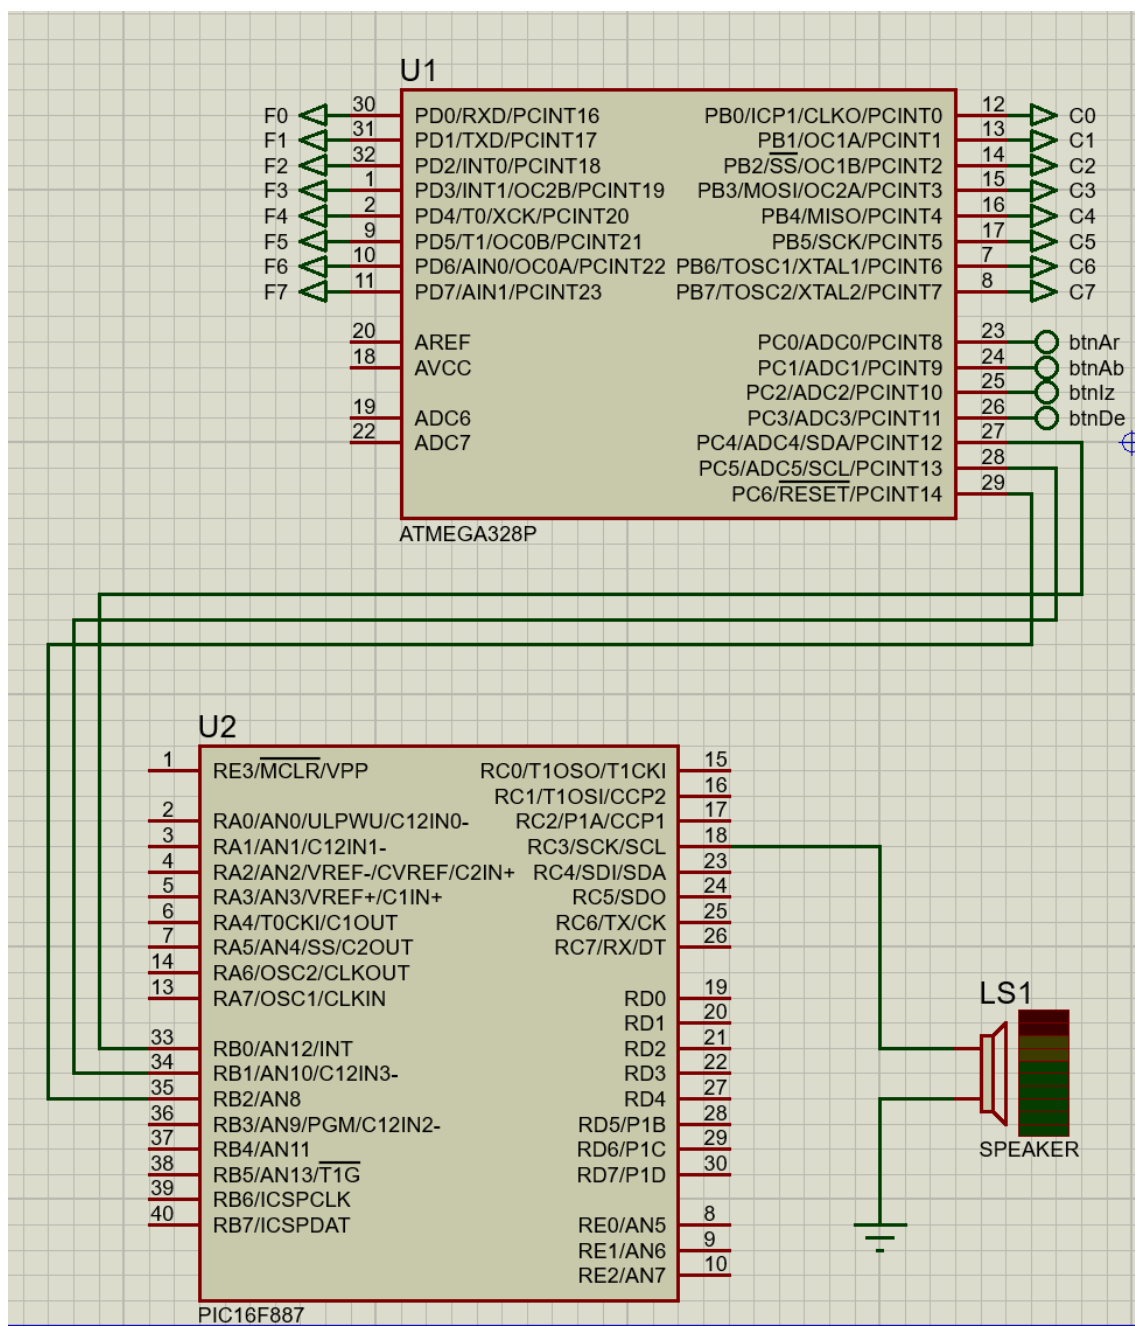 U1
F0 30 PD0/RXD/PCINT16 PB0/ICP1/CLKO/PCINT0 12 C0
F1 31 PD1/TXD/PCINT17 PB1/OC1A/PCINT1 13 C1
F2 32 PD2/INT0/PCINT18 PB2/SS/OC1B/PCINT2 14 C2
F3 1 PD3/INT1/OC2B/PCINT19 PB3/MOSI/OC2A/PCINT3 15 C3
F4 2 PD4/T0/XCK/PCINT20 PB4/MISO/PCINT4 16 C4
F5 9 PD5/T1/OC0B/PCINT21 PB5/SCK/PCINT5 17 C5
F6 10 PD6/AIN0/OC0A/PCINT22 PB6/TOSC1/XTAL1/PCINT6 7 C6
F7 11 PD7/AIN1/PCINT23 PB7/TOSC2/XTAL2/PCINT7 8 C7
20 AREF PC0/ADC0/PCINT8 23 btnAr
18 AVCC PC1/ADC1/PCINT9 24 btnAb
PC2/ADC2/PCINT10 25 btnIz
19 ADC6 PC3/ADC3/PCINT11 26 btnDe
22 ADC7 PC4/ADC4/SDA/PCINT12 27
PC5/ADC5/SCL/PCINT13 28
PC6/RESET/PCINT14 29
ATMEGA328P
U2
1 RE3/MCLR/VPP RC0/T1OSO/T1CKI 15
RC1/T1OSI/CCP2 16
2 RA0/AN0/ULPWU/C12IN0- RC2/P1A/CCP1 17
3 RA1/AN1/C12IN1- RC3/SCK/SCL 18
4 RA2/AN2/VREF-/CVREF/C2IN+ RC4/SDI/SDA 23
5 RA3/AN3/VREF+/C1IN+ RC5/SDO 24
6 RA4/T0CKI/C1OUT RC6/TX/CK 25
7 RA5/AN4/SS/C2OUT RC7/RX/DT 26
14 RA6/OSC2/CLKOUT
13 RA7/OSC1/CLKIN RD0 19
RD1 20
33 RB0/AN12/INT RD2 21
34 RB1/AN10/C12IN3- RD3 22
35 RB2/AN8 RD4 27
36 RB3/AN9/PGM/C12IN2- RD5/P1B 28
37 RB4/AN11 RD6/P1C 29
38 RB5/AN13/T1G RD7/P1D 30
39 RB6/ICSPCLK
40 RB7/ICSPDAT RE0/AN5 8
RE1/AN6 9
RE2/AN7 10
PIC16F887
LS1
SPEAKER